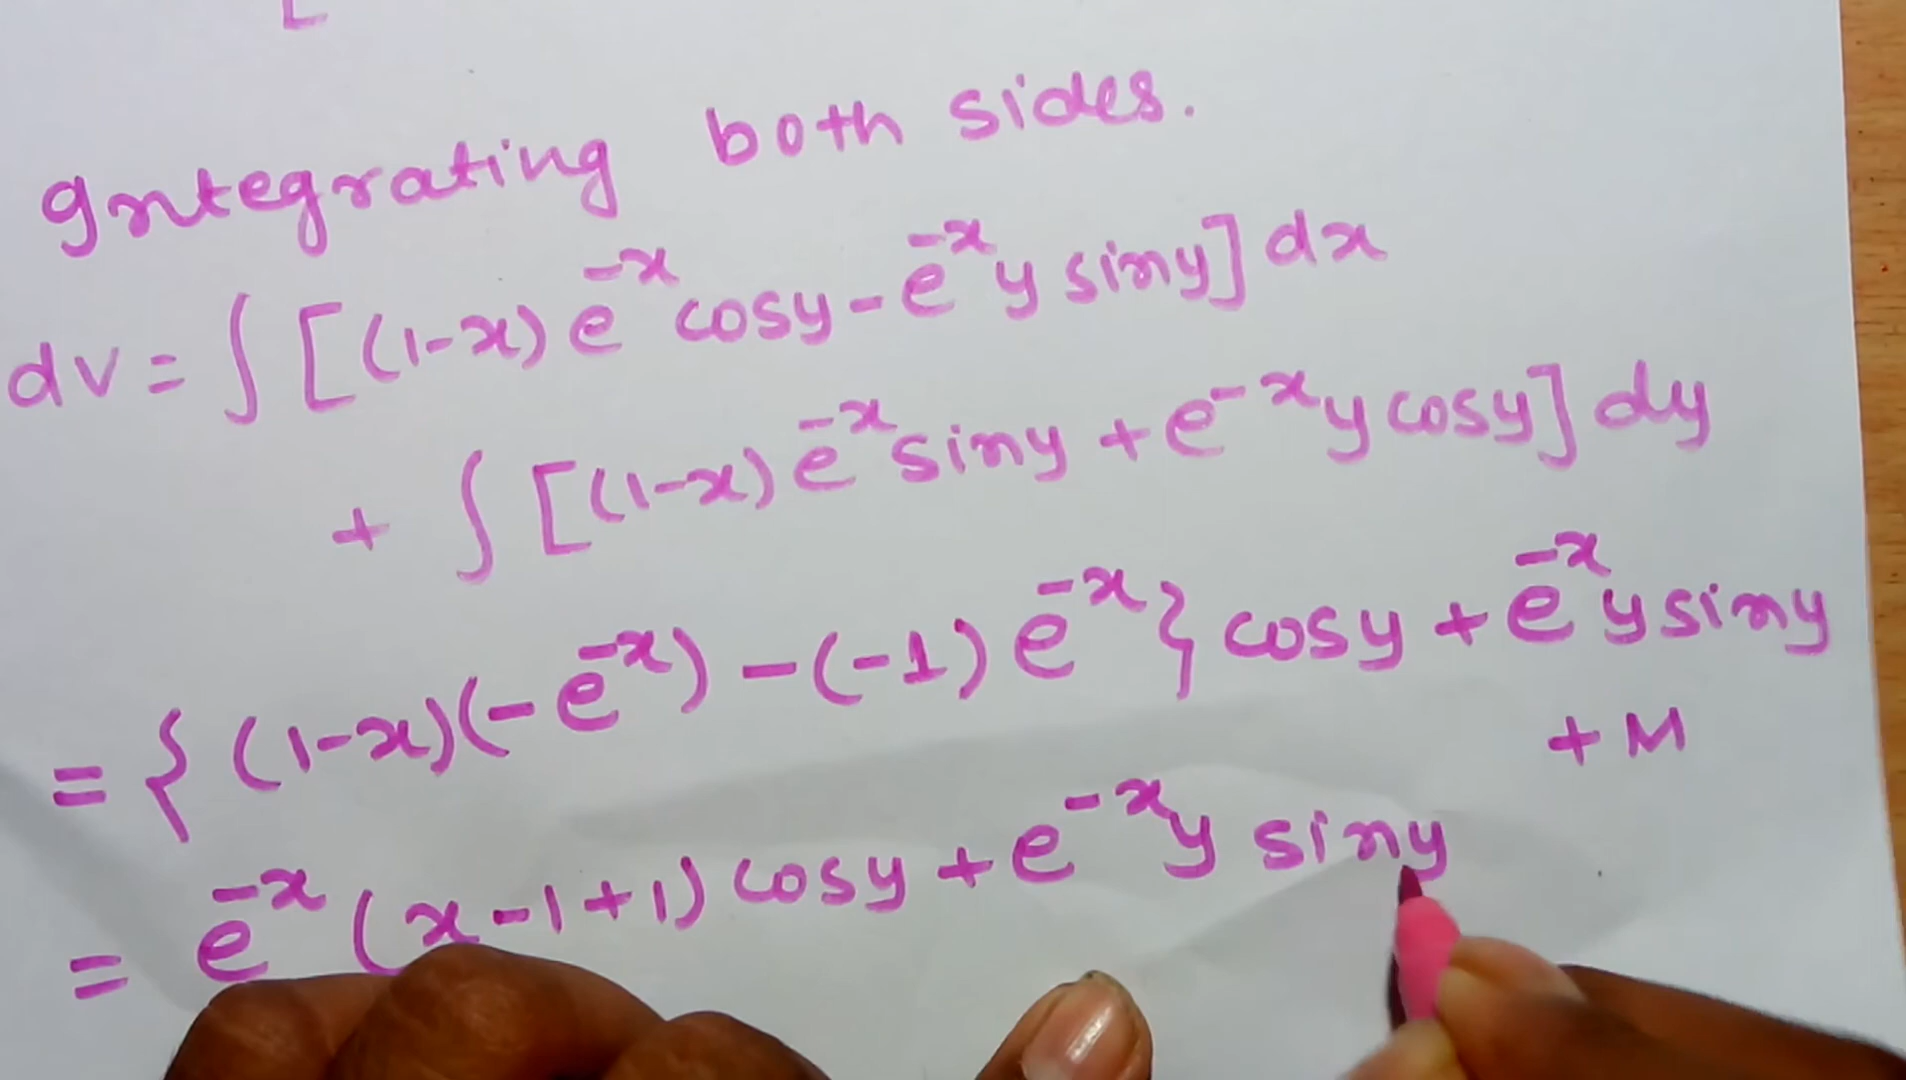 Integrating both sides.
dv = ∫ [(1-x) e^-x cosy - e^-x y siny] dx
+ ∫ [(1-x) e^-x siny + e^-x y cosy] dy
= { (1-x)(-e^-x) - (-1) e^-x } cosy + e^-x y siny
+ M
= e^-x (x-1+1) cosy + e^-x y siny